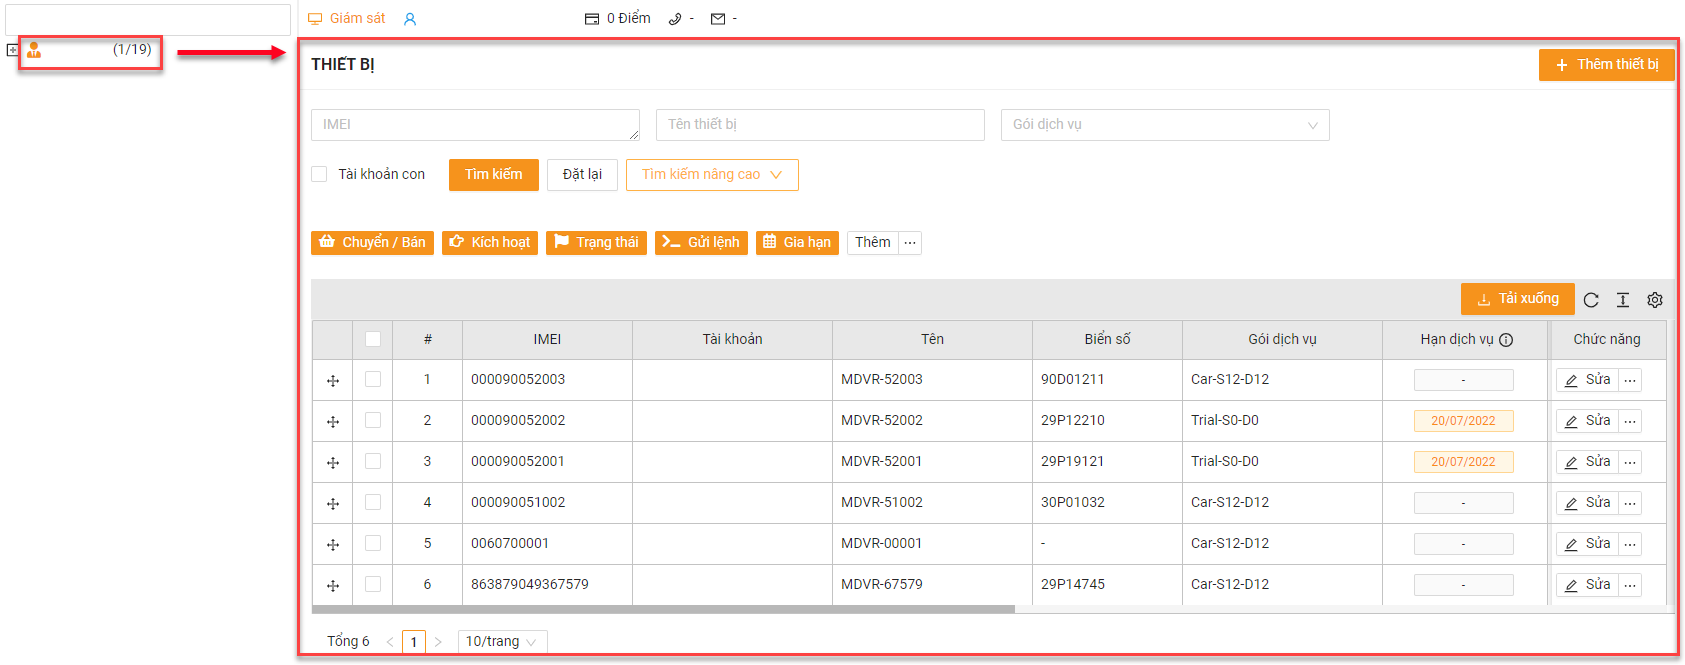 Giám sát 0 Điểm - -
(1/19)
THIẾT BỊ
Thêm thiết bị
IMEI Tên thiết bị Gói dịch vụ
Tài khoản con Tìm kiếm Đặt lại Tìm kiếm nâng cao
Chuyển / Bán Kích hoạt Trạng thái Gửi lệnh Gia hạn Thêm ···
Tải xuống
# IMEI Tài khoản Tên Biển số Gói dịch vụ Hạn dịch vụ Chức năng
1 000090052003 MDVR-52003 90D01211 Car-S12-D12 - Sửa ···
2 000090052002 MDVR-52002 29P12210 Trial-S0-D0 20/07/2022 Sửa ···
3 000090052001 MDVR-52001 29P19121 Trial-S0-D0 20/07/2022 Sửa ···
4 000090051002 MDVR-51002 30P01032 Car-S12-D12 - Sửa ···
5 0060700001 MDVR-00001 - Car-S12-D12 - Sửa ···
6 863879049367579 MDVR-67579 29P14745 Car-S12-D12 - Sửa ···
Tổng 6 < 1 > 10/trang